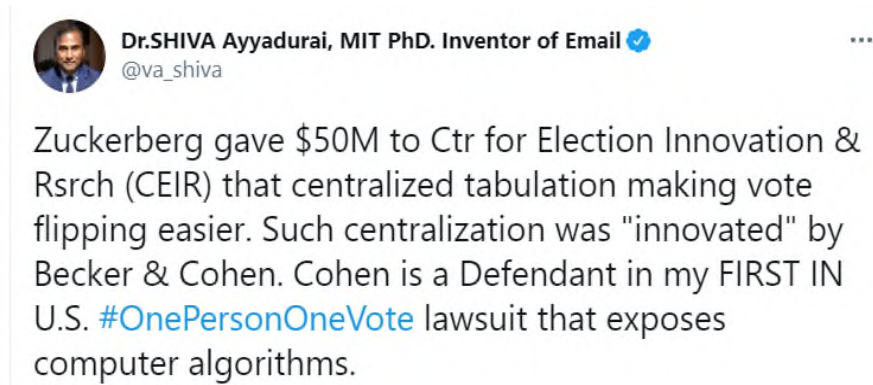 Dr.SHIVA Ayyadurai, MIT PhD. Inventor of Email
@va_shiva
Zuckerberg gave $50M to Ctr for Election Innovation &
Rsrch (CEIR) that centralized tabulation making vote
flipping easier. Such centralization was "innovated" by
Becker & Cohen. Cohen is a Defendant in my FIRST IN
U.S. #OnePersonOneVote lawsuit that exposes
computer algorithms.